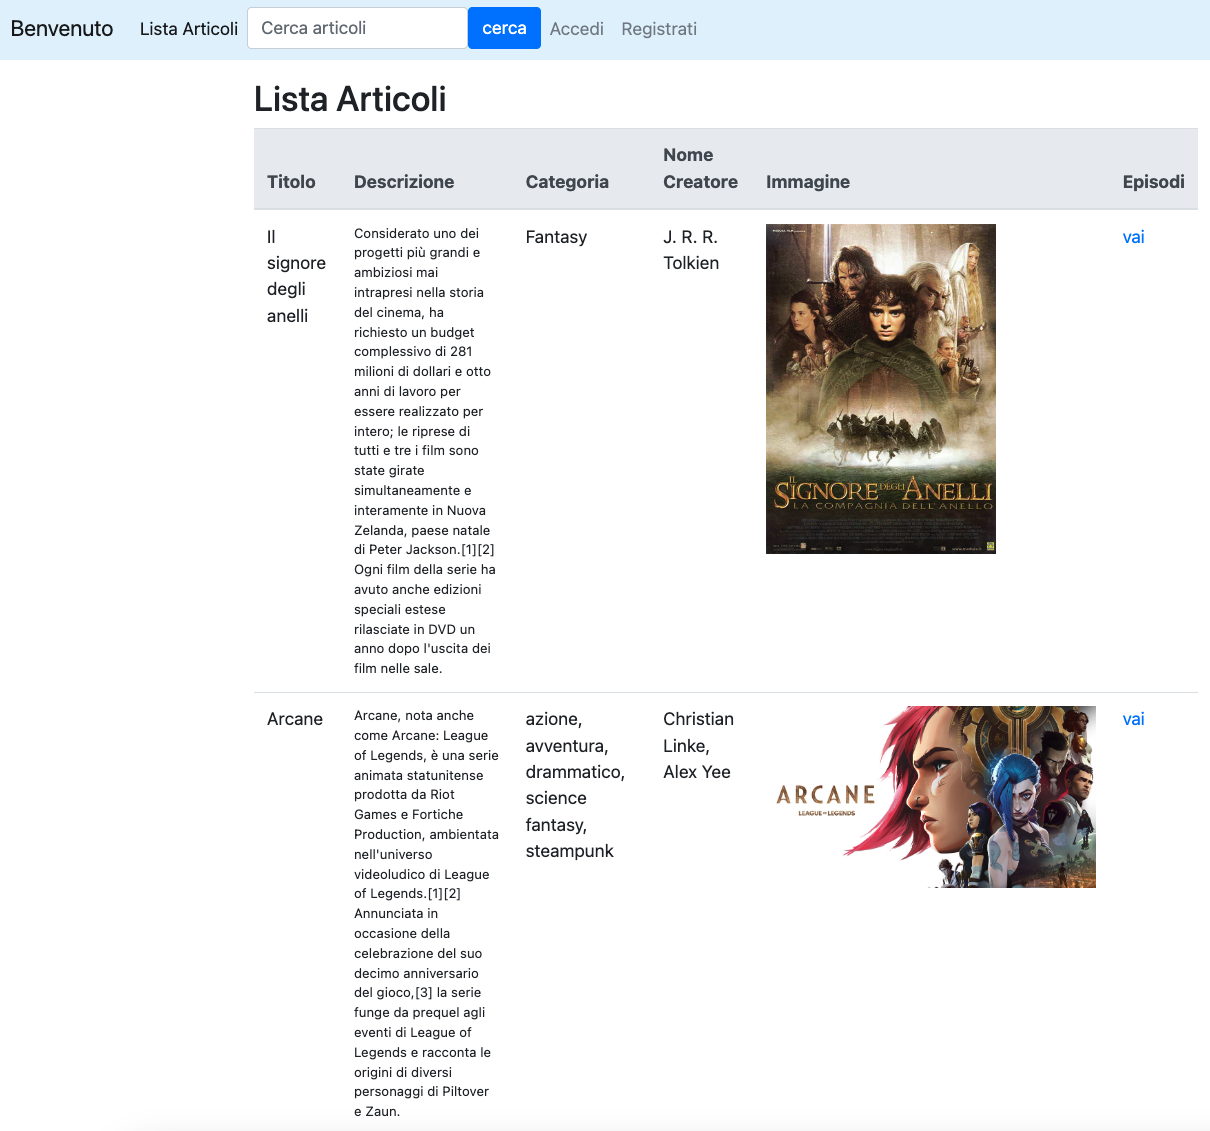 Benvenuto Lista Articoli Cerca articoli cerca Accedi Registrati
Lista Articoli
Titolo Descrizione Categoria Nome Creatore Immagine Episodi
Il
signore
degli
anelli
Considerato uno dei
progetti più grandi e
ambiziosi mai
intrapresi nella storia
del cinema, ha
richiesto un budget
complessivo di 281
milioni di dollari e otto
anni di lavoro per
essere realizzato per
intero; le riprese di
tutti e tre i film sono
state girate
simultaneamente e
interamente in Nuova
Zelanda, paese natale
di Peter Jackson.[1][2]
Ogni film della serie ha
avuto anche edizioni
speciali estese
rilasciate in DVD un
anno dopo l'uscita dei
film nelle sale.
Fantasy
J. R. R.
Tolkien
IL
SIGNORE DEGLI ANELLI
LA COMPAGNIA DELL'ANELLO
vai
Arcane
Arcane, nota anche
come Arcane: League
of Legends, è una serie
animata statunitense
prodotta da Riot
Games e Fortiche
Production, ambientata
nell'universo
videoludico di League
of Legends.[1][2]
Annunciata in
occasione della
celebrazione del suo
decimo anniversario
del gioco,[3] la serie
funge da prequel agli
eventi di League of
Legends e racconta le
origini di diversi
personaggi di Piltover
e Zaun.
azione,
avventura,
drammatico,
science
fantasy,
steampunk
Christian
Linke,
Alex Yee
ARCANE
LEAGUE OF LEGENDS
vai